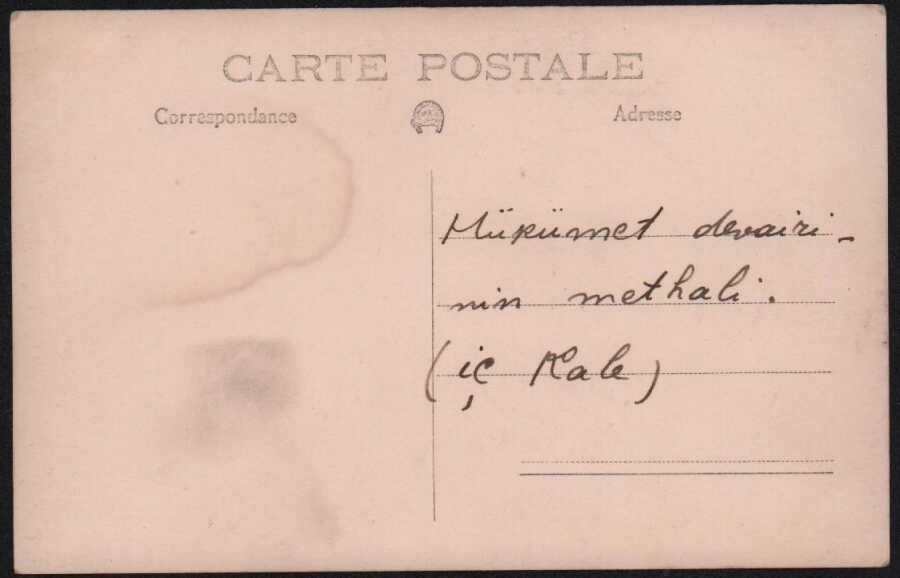 CARTE POSTALE
Correspondance
Adresse
Hükümet devairi-
nin methali.
(iç Kale)